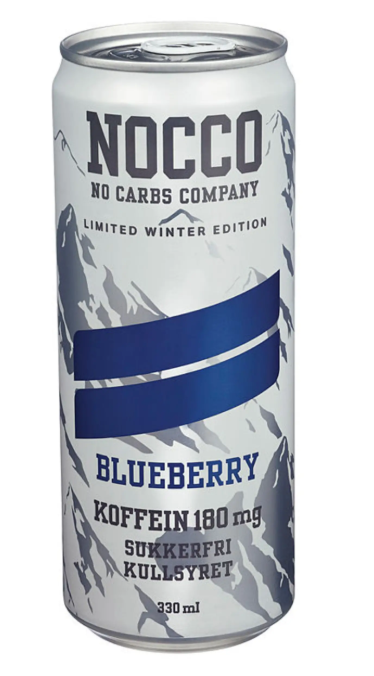 NOCCO
NO CARBS COMPANY
LIMITED WINTER EDITION
BLUEBERRY
KOFFEIN 180 mg
SUKKERFRI
KULLSYRET
330 ml